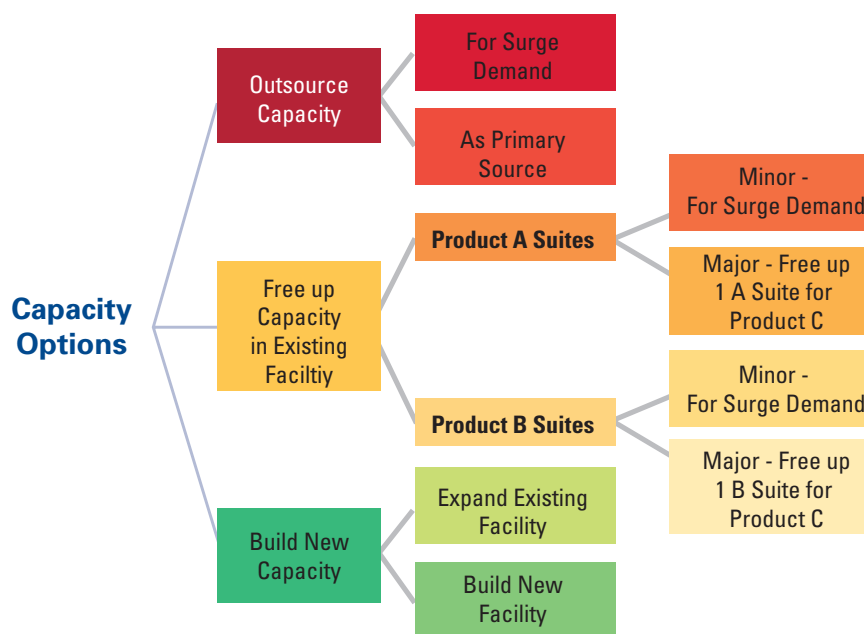 Capacity
Options
Outsource
Capacity
For Surge
Demand
As Primary
Source
Free up
Capacity
in Existing
Faciltiy
Product A Suites
Minor -
For Surge Demand
Major - Free up
1 A Suite for
Product C
Product B Suites
Minor -
For Surge Demand
Major - Free up
1 B Suite for
Product C
Build New
Capacity
Expand Existing
Facility
Build New
Facility